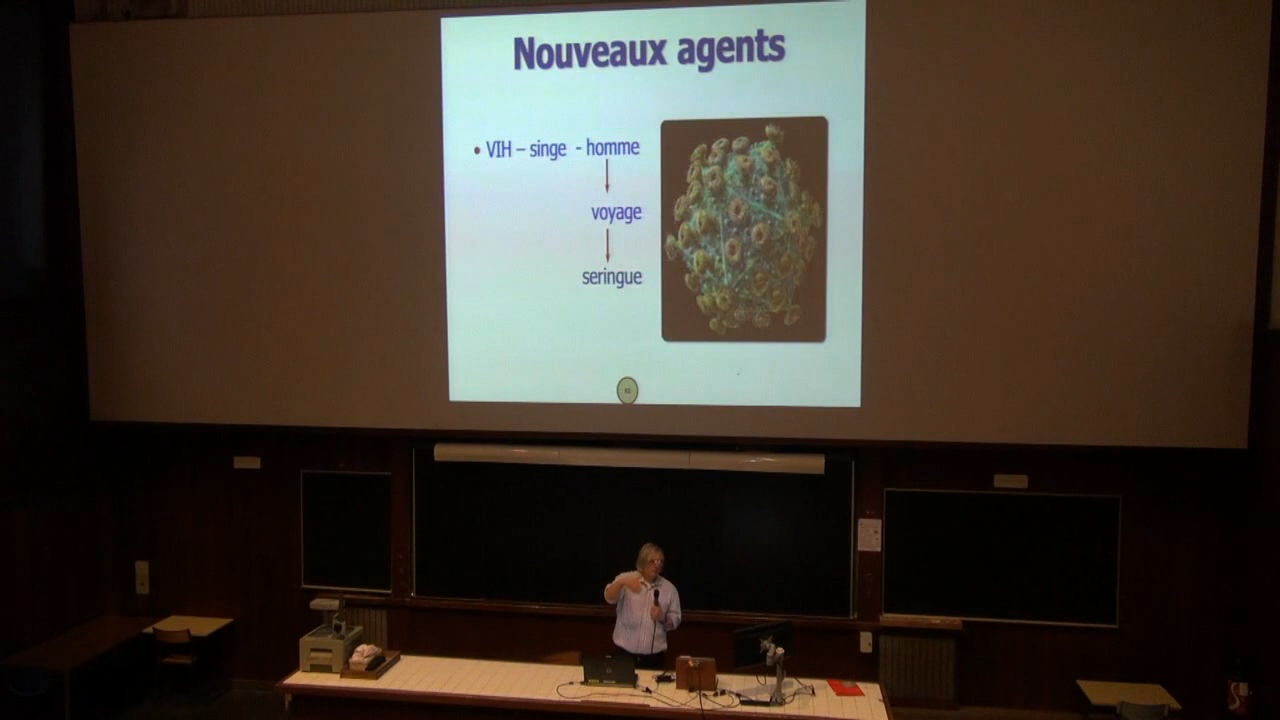 Nouveaux agents
• VIH – singe - homme
voyage
seringue